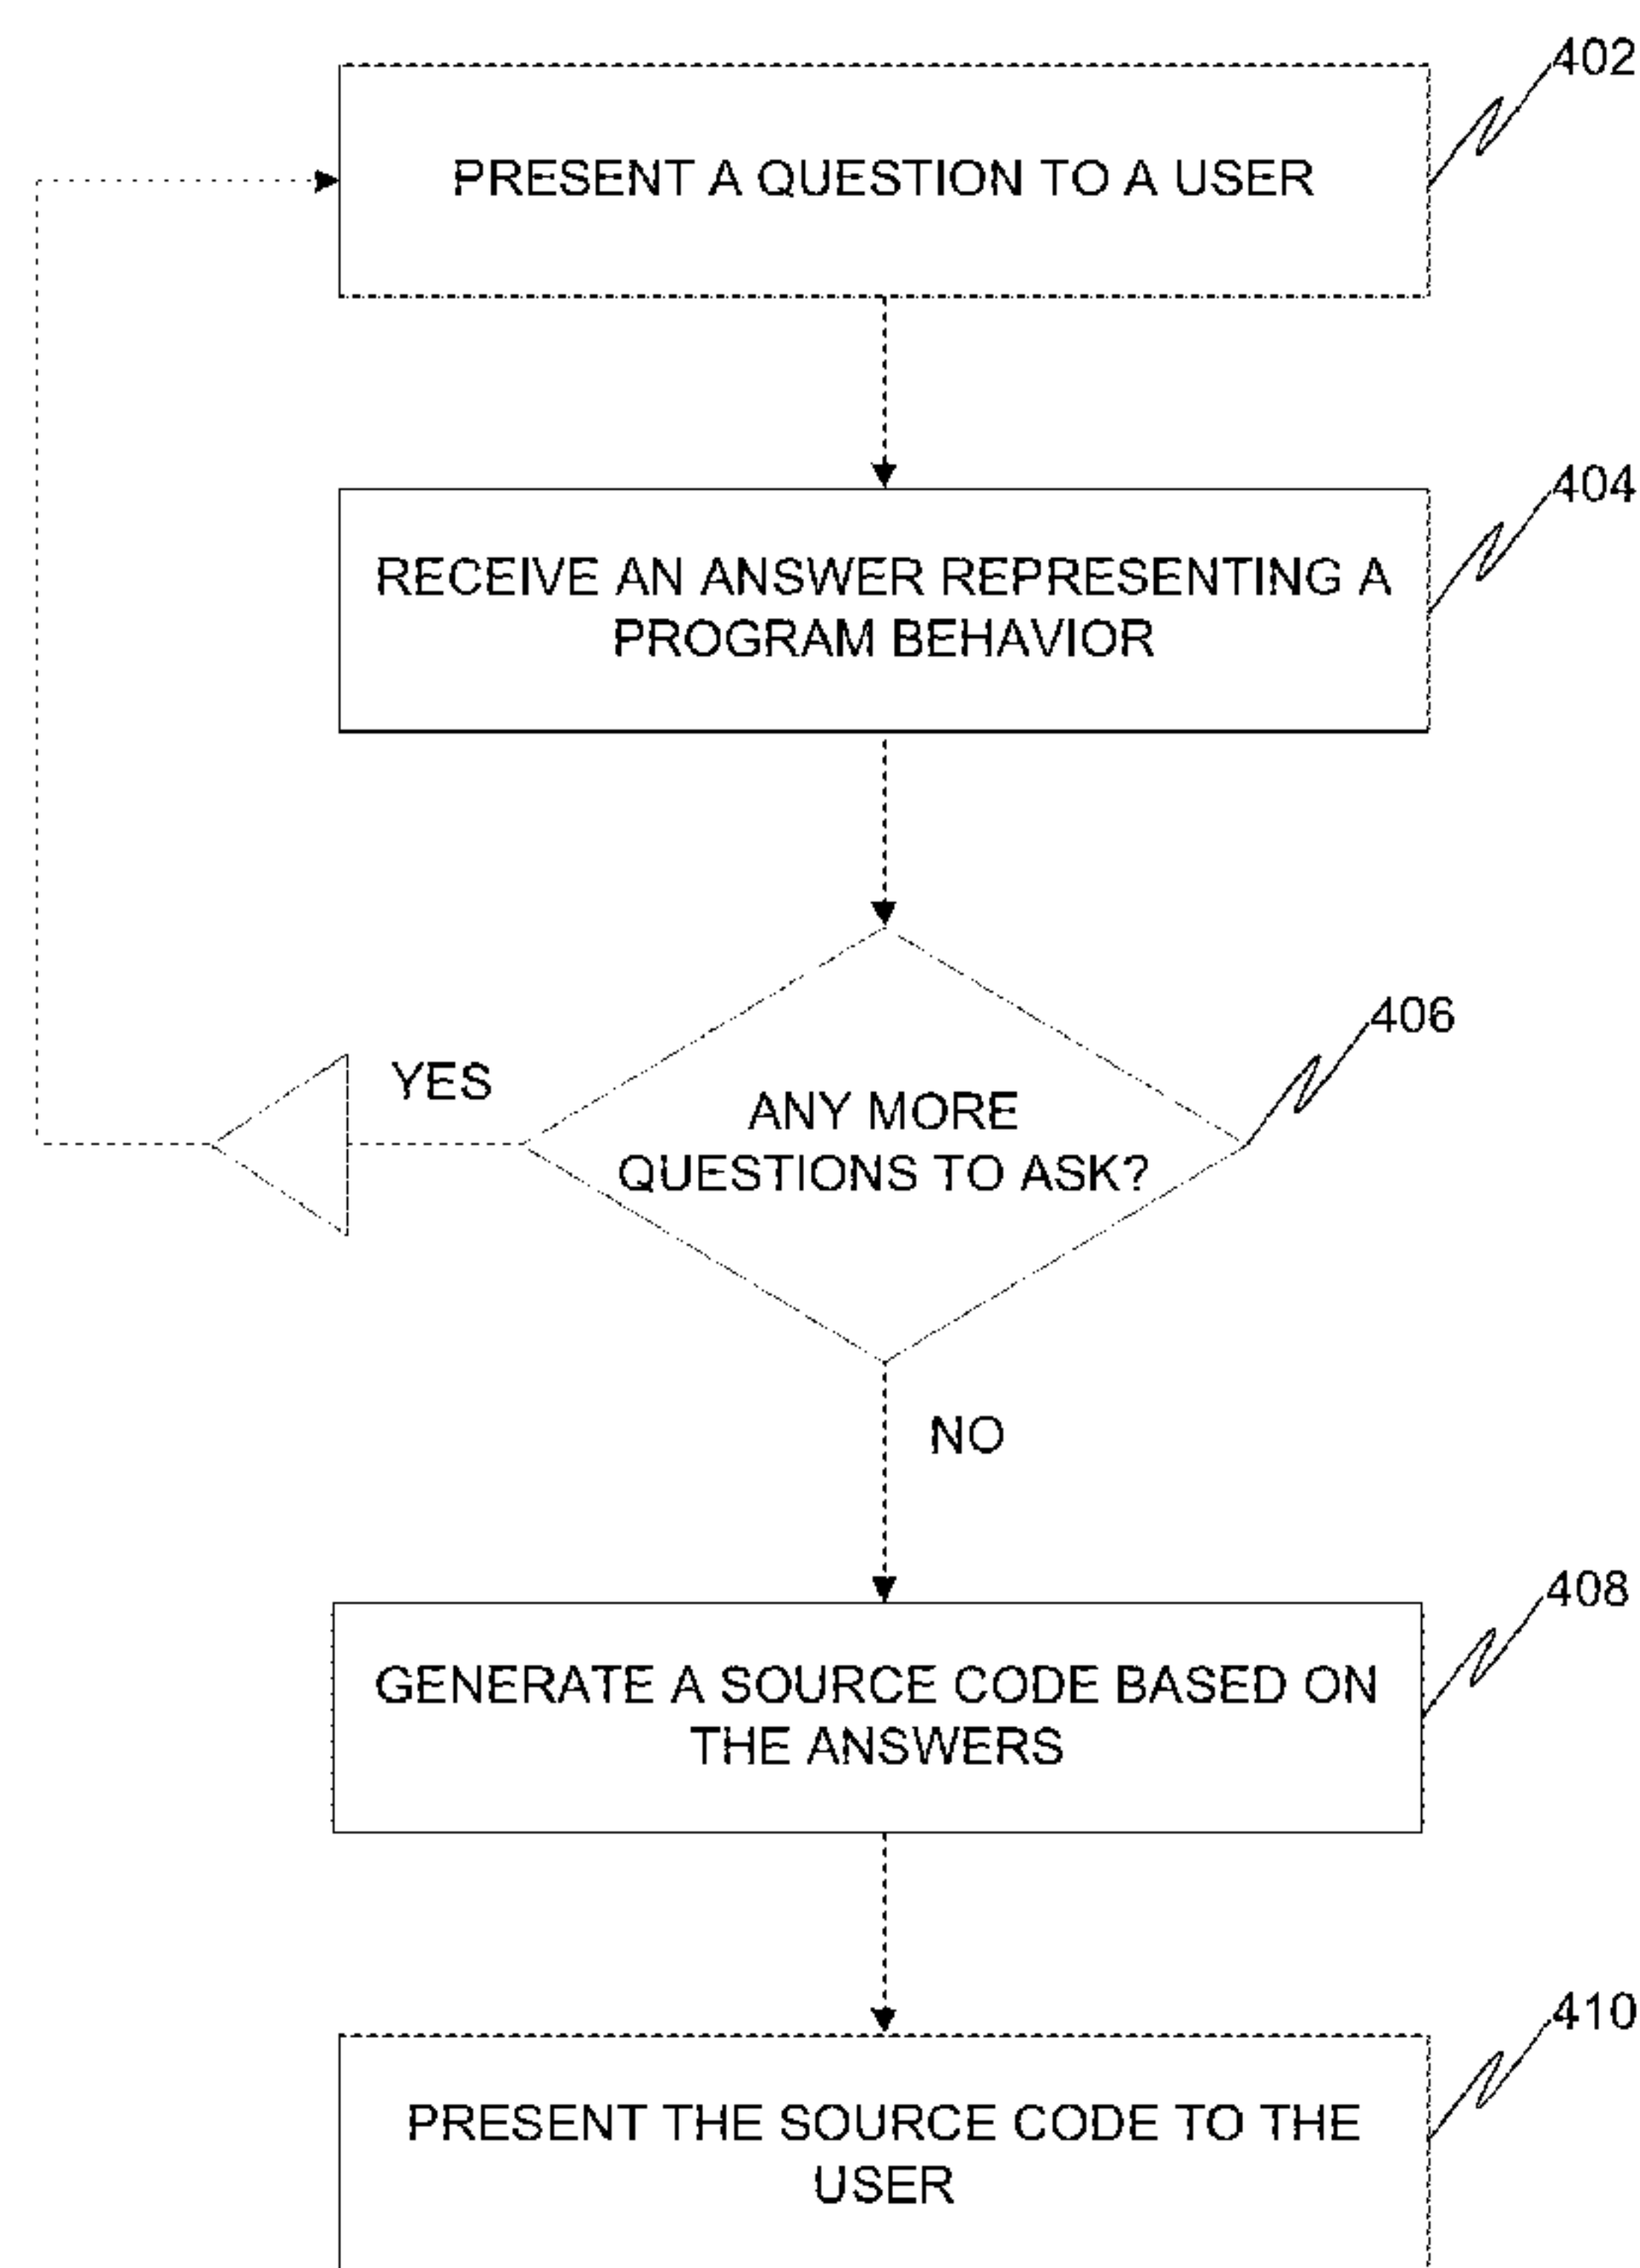 402
PRESENT A QUESTION TO A USER
404
RECEIVE AN ANSWER REPRESENTING A
PROGRAM BEHAVIOR
406
YES
ANY MORE
QUESTIONS TO ASK?
NO
408
GENERATE A SOURCE CODE BASED ON
THE ANSWERS
410
PRESENT THE SOURCE CODE TO THE
USER